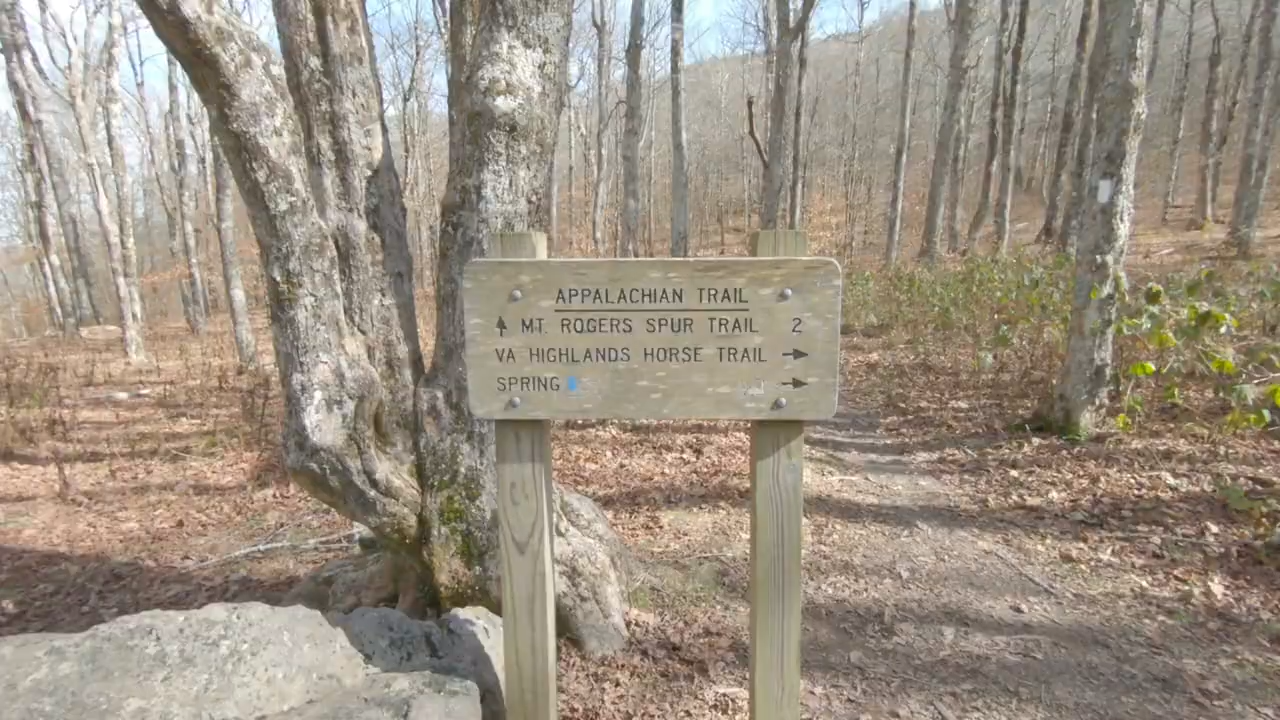 APPALACHIAN TRAIL
↑ MT. ROGERS SPUR TRAIL 2
VA HIGHLANDS HORSE TRAIL →
SPRING →